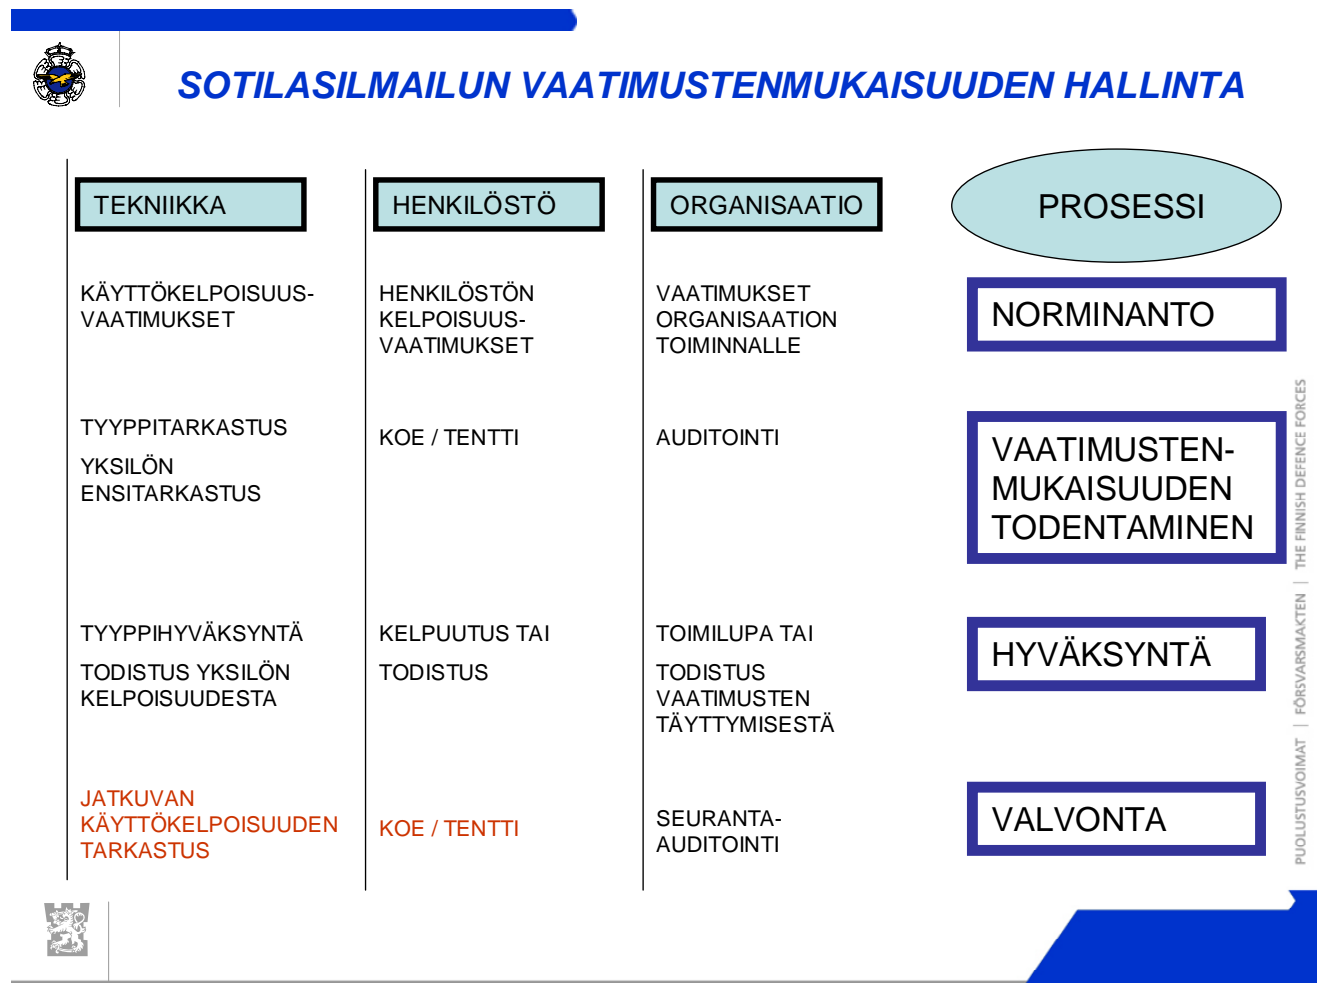 SOTILASILMAILUN VAATIMUSTENMUKAISUUDEN HALLINTA
TEKNIIKKA
HENKILÖSTÖ
ORGANISAATIO
PROSESSI
KÄYTTÖKELPOISUUS-
VAATIMUKSET
HENKILÖSTÖN
KELPOISUUS-
VAATIMUKSET
VAATIMUKSET
ORGANISAATION
TOIMINNALLE
NORMINANTO
TYYPPITARKASTUS
YKSILÖN
ENSITARKASTUS
KOE / TENTTI
AUDITOINTI
VAATIMUSTEN-
MUKAISUUDEN
TODENTAMINEN
TYYPPIHYVÄKSYNTÄ
TODISTUS YKSILÖN
KELPOISUUDESTA
KELPUUTUS TAI
TODISTUS
TOIMILUPA TAI
TODISTUS
VAATIMUSTEN
TÄYTTYMISESTÄ
HYVÄKSYNTÄ
JATKUVAN
KÄYTTÖKELPOISUUDEN
TARKASTUS
KOE / TENTTI
SEURANTA-
AUDITOINTI
VALVONTA
PUOLUSTUSVOIMAT | FÖRSVARSMAKTEN | THE FINNISH DEFENCE FORCES